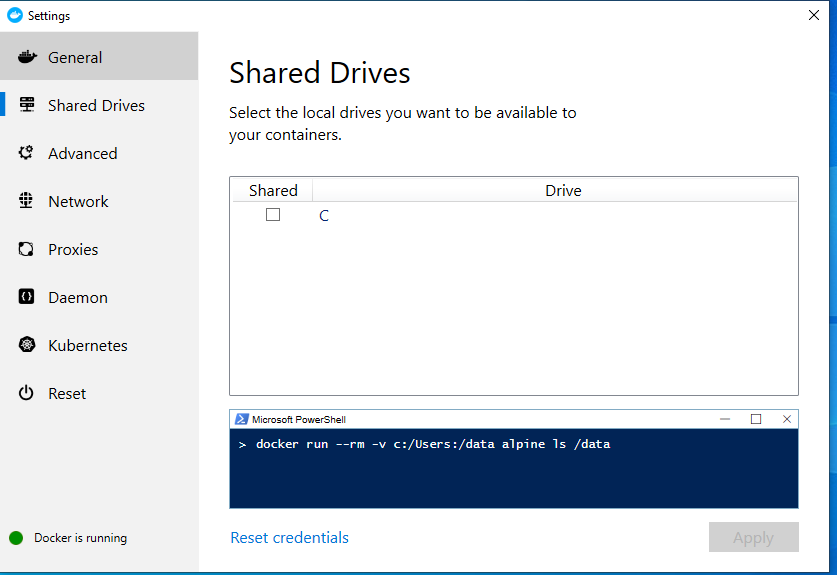 Settings
General
Shared Drives
Advanced
Network
Proxies
Daemon
Kubernetes
Reset
Docker is running
Shared Drives
Select the local drives you want to be available to
your containers.
Shared Drive
C
Microsoft PowerShell
> docker run --rm -v c:/Users:/data alpine ls /data
Reset credentials
Apply